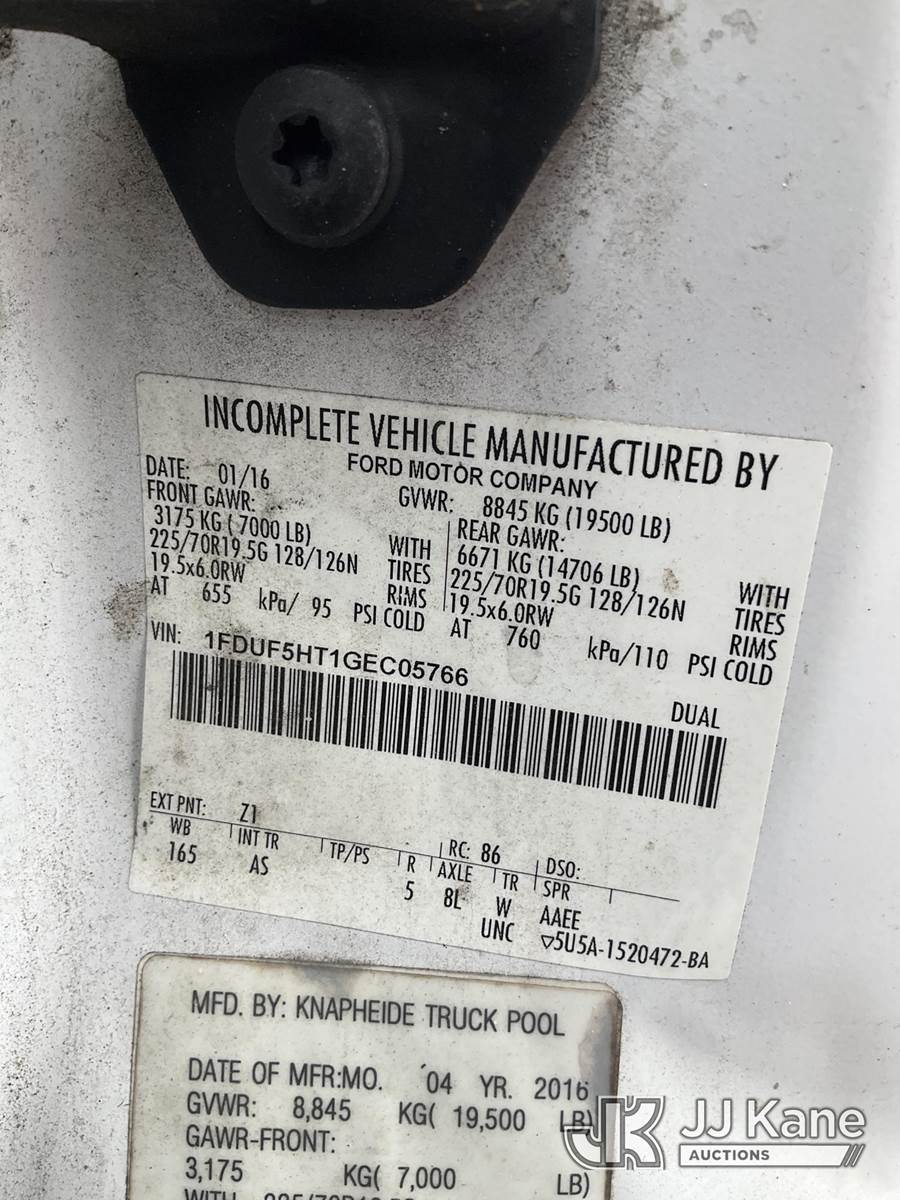 INCOMPLETE VEHICLE MANUFACTURED BY
FORD MOTOR COMPANY
DATE: 01/16 GVWR: 8845 KG (19500 LB)
FRONT GAWR: REAR GAWR:
3175 KG ( 7000 LB) WITH 6671 KG (14706 LB) WITH
225/70R19.5G 128/126N TIRES 225/70R19.5G 128/126N TIRES
19.5x6.0RW RIMS 19.5x6.0RW RIMS
AT 655 kPa/ 95 PSI COLD AT 760 kPa/110 PSI COLD
VIN: 1FDUF5HT1GEC05766
DUAL
EXT PNT: Z1 RC: 86 DSO:
WB INT TR TP/PS R AXLE TR SPR
165 AS 5 8L W AAEE
UNC ▽5U5A-1520472-BA
MFD. BY: KNAPHEIDE TRUCK POOL
DATE OF MFR:MO. 04 YR. 2016
GVWR: 8,845 KG( 19,500 LB)
GAWR-FRONT:
3,175 KG( 7,000 LB)
WITH
JK JJ Kane
AUCTIONS